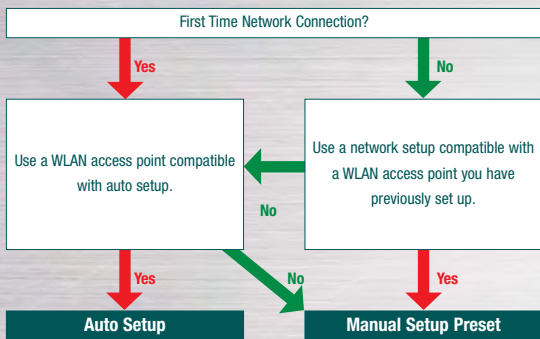 First Time Network Connection?
Yes
No
Use a WLAN access point compatible
with auto setup.
Use a network setup compatible with
a WLAN access point you have
previously set up.
No
Yes
No
Yes
Auto Setup
Manual Setup Preset